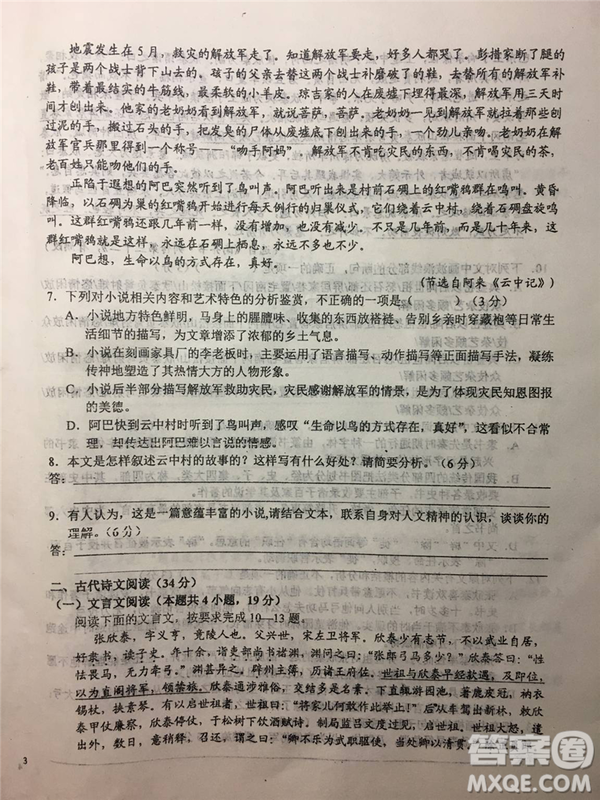 地震发生在5月，救灾的解放军走了。知道解放军要走，好多人都哭了。彭措家断了腿的
孩子是两个战士背下山去的、孩子的父亲去替这两个战士补磨破了的鞋，去替解放军补
鞋，带着最结实的牛筋线，最柔软的小羊皮。琼吉家的人在废墟下埋了三天，解放军用三天时
间才创出来。他家的老奶奶看到解放军，就说菩萨，菩萨。老奶奶一只只亲吻这些创
过泥的手，搬过石头的手，把发臭的尸体从废墟底下创出来的手，一个劲儿亲吻。老奶奶在解
放军官兵那里得到一个称号——“吻手阿妈”，解放军不肯吃灾民的东西，不肯喝灾民的茶，
老百姓只能吻他们的手。
正陷于遐想的阿巴突然听到了鸟叫声。阿巴听出来是村前石碉上的红嘴鸦群在鸣叫。黄昏
降临，以石碉为巢的红嘴鸦群开始进行每天例行的归巢仪式，它们绕着云中村，绕着石碉盘旋鸣
叫。这群红嘴鸦还跟几年前一样，没有增加，也没有减少。不只是几年前，而是几十年来，这
群红嘴鸦就是这样，永远在石碉上栖息，永远不会离去。
阿巴想，生命以鸟的方式存在，真好。
（节选自阿来《云中记》）
7．下列对小说相关内容和艺术特色的分析鉴赏，不正确的一项是（ ）（3分）
A．小说地方特色鲜明，马身上的腥膻味、收集的东西放褡裢、告别乡亲时穿藏袍等日常生
活细节的描写，为文章增添了浓郁的乡土气息。
B．小说在刻画家具厂的李老板时，主要运用了语言描写、动作描写等正面描写手法，凝练
传神地塑造了其热情大方的人物形象。
C．小说后半部分描写解放军救助灾民，灾民感谢解放军的情景，是为了体现灾民知恩图报
的美德。
D．阿巴快到云中村时听到了鸟叫声，感叹“生命以鸟的方式存在，真好”，这看似不合常
理，却传达出阿巴难以言说的情感。
8．本文是怎样叙述云中村的故事的？这样写有什么好处？请简要分析。（6分）
答：
9．有人认为，这是一篇意蕴丰富的小说，请结合文本，联系自身对人文精神的认识，谈谈你的
理解。（6分）
答：
二、古代诗文阅读（34分）
（一）文言文阅读（本题共4小题，19分）
阅读下面的文言文，按要求完成10—13题。
张欣泰，字义亨，竟陵人也。父兴世，宋左卫将军，欣泰少有志节，不以武业自居，
好隶书，读子史。年十余，诣吏部尚书褚渊，渊问之曰：“张郎弓马多少？”欣泰答曰：“性
怯畏马，无力牵弓。”渊甚异之。辟州主簿，历诸王府佐。世祖与欣泰早经款遇，及即位，
以为直阁将军，领禁旅，欣泰通涉雅俗，交结多是名素。下直辄游园池，著鹿皮冠，衲衣
锡杖，挟素琴。有以启世祖者，世祖曰：“将家儿何敢作此举止！”后从车驾出新林，敕欣
泰甲仗廉察，欣泰停仗，于松树下饮酒赋诗。制局监吕文度过见，启世祖。世祖大怒，
遣出外，数日，意稍释，召还，谓之曰：“卿不乐为武职驱使，当处卿以清贯。”
3
答案圈
MXQE.COM